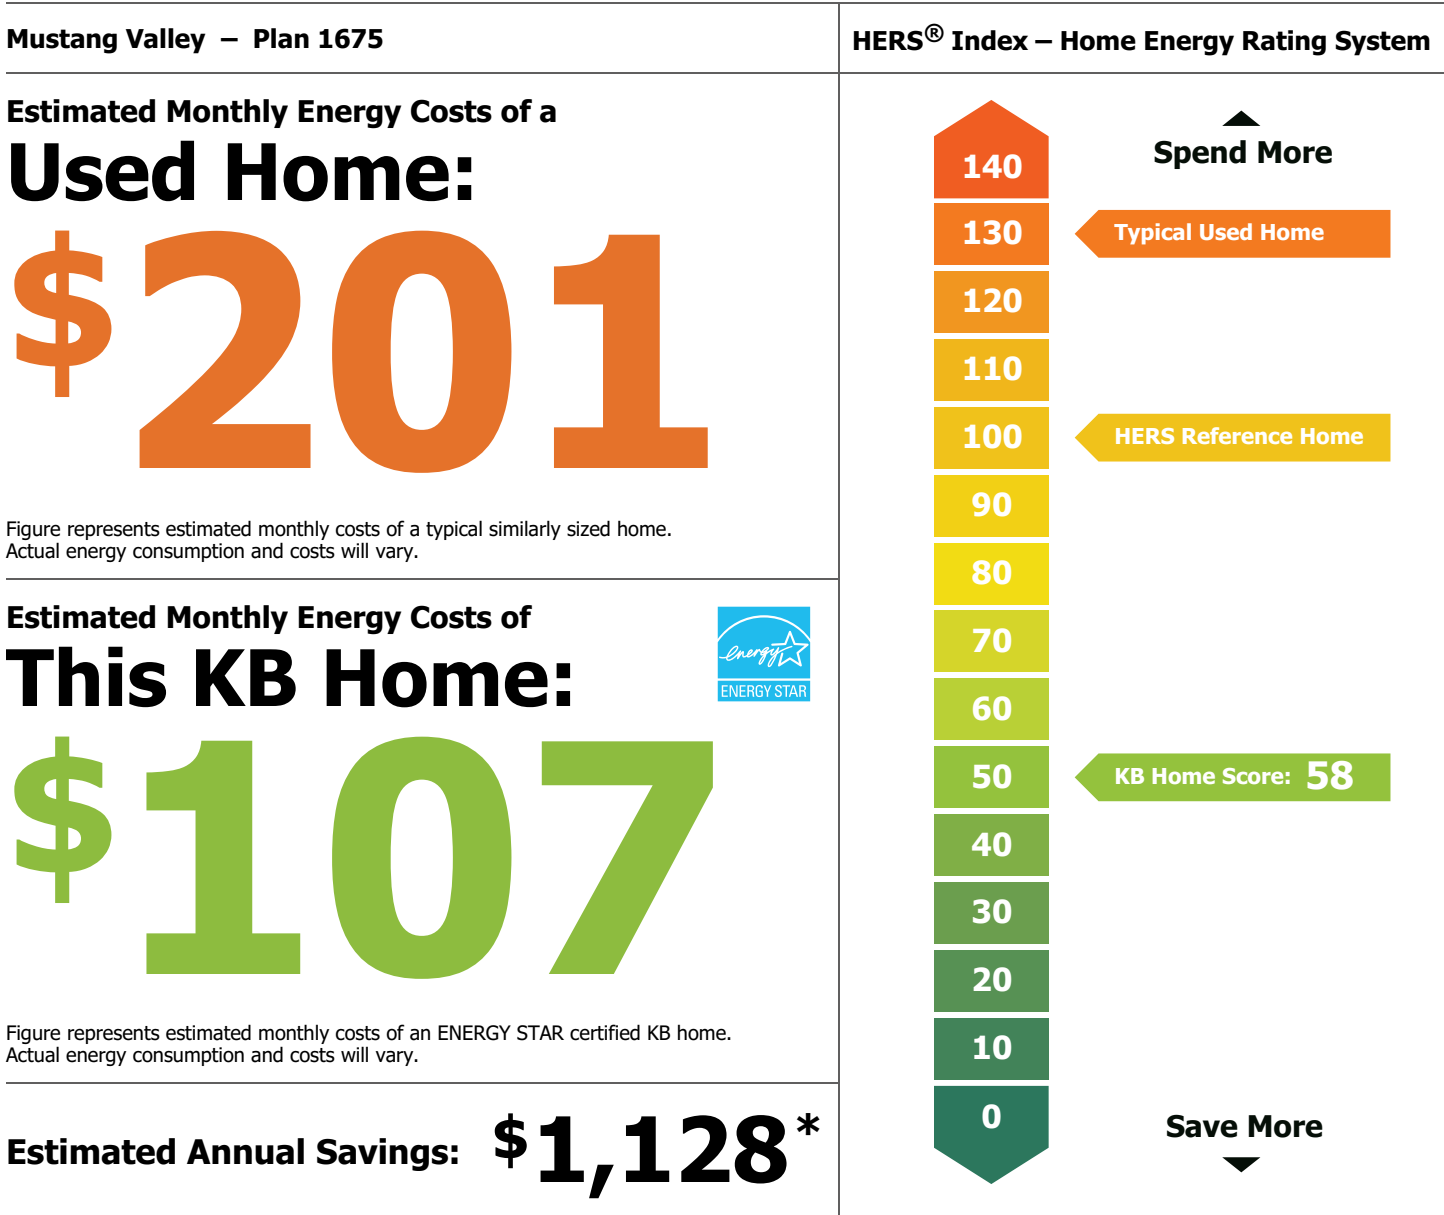 Mustang Valley – Plan 1675
Estimated Monthly Energy Costs of a
Used Home:
$201
Figure represents estimated monthly costs of a typical similarly sized home.
Actual energy consumption and costs will vary.
Estimated Monthly Energy Costs of
This KB Home:
energy
ENERGY STAR
$107
Figure represents estimated monthly costs of an ENERGY STAR certified KB home.
Actual energy consumption and costs will vary.
Estimated Annual Savings: $1,128*
HERS® Index – Home Energy Rating System
Spend More
140
130 Typical Used Home
120
110
100 HERS Reference Home
90
80
70
60
50 KB Home Score: 58
40
30
20
10
0
Save More